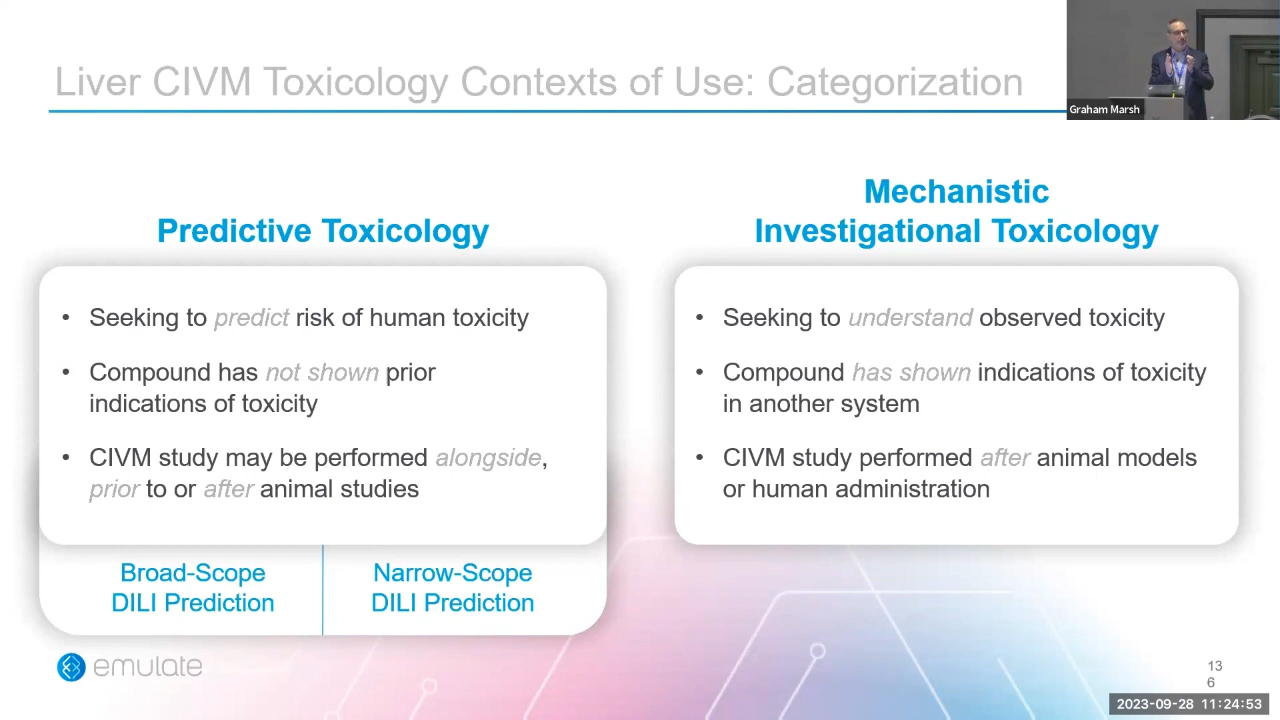 Liver CIVM Toxicology Contexts of Use: Categorization
Graham Marsh
Predictive Toxicology
• Seeking to predict risk of human toxicity
• Compound has not shown prior
indications of toxicity
• CIVM study may be performed alongside,
prior to or after animal studies
Broad-Scope
DILI Prediction
Narrow-Scope
DILI Prediction
Mechanistic
Investigational Toxicology
• Seeking to understand observed toxicity
• Compound has shown indications of toxicity
in another system
• CIVM study performed after animal models
or human administration
emulate
13
6
2023-09-28 11:24:53